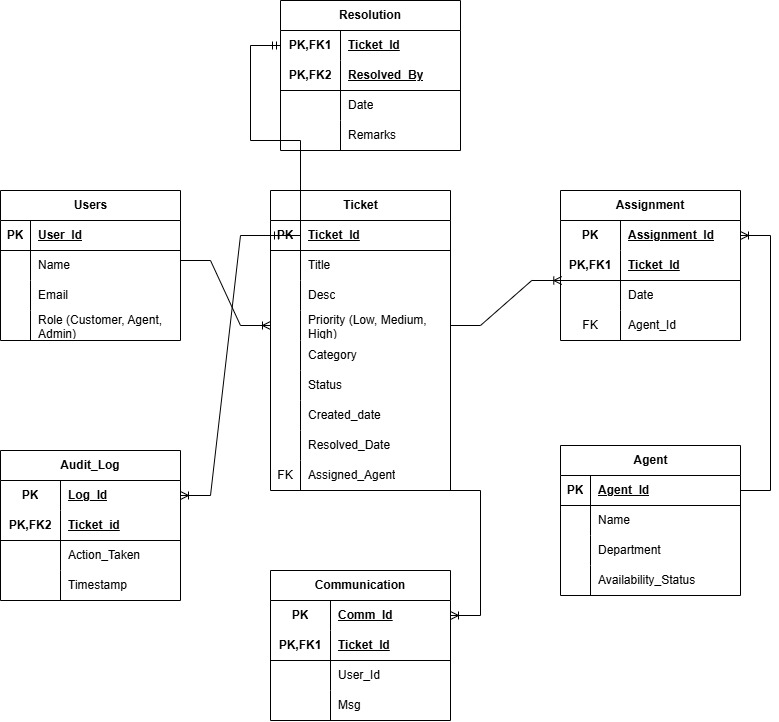 Resolution
PK,FK1 Ticket_Id
PK,FK2 Resolved_By
Date
Remarks
Users
PK User_Id
Name
Email
Role (Customer, Agent,
Admin)
Ticket
PK Ticket_Id
Title
Desc
Priority (Low, Medium,
High)
Category
Status
Created_date
Resolved_Date
FK Assigned_Agent
Assignment
PK Assignment_Id
PK,FK1 Ticket_Id
Date
FK Agent_Id
Audit_Log
PK Log_Id
PK,FK2 Ticket_id
Action_Taken
Timestamp
Agent
PK Agent_Id
Name
Department
Availability_Status
Communication
PK Comm_Id
PK,FK1 Ticket_Id
User_Id
Msg